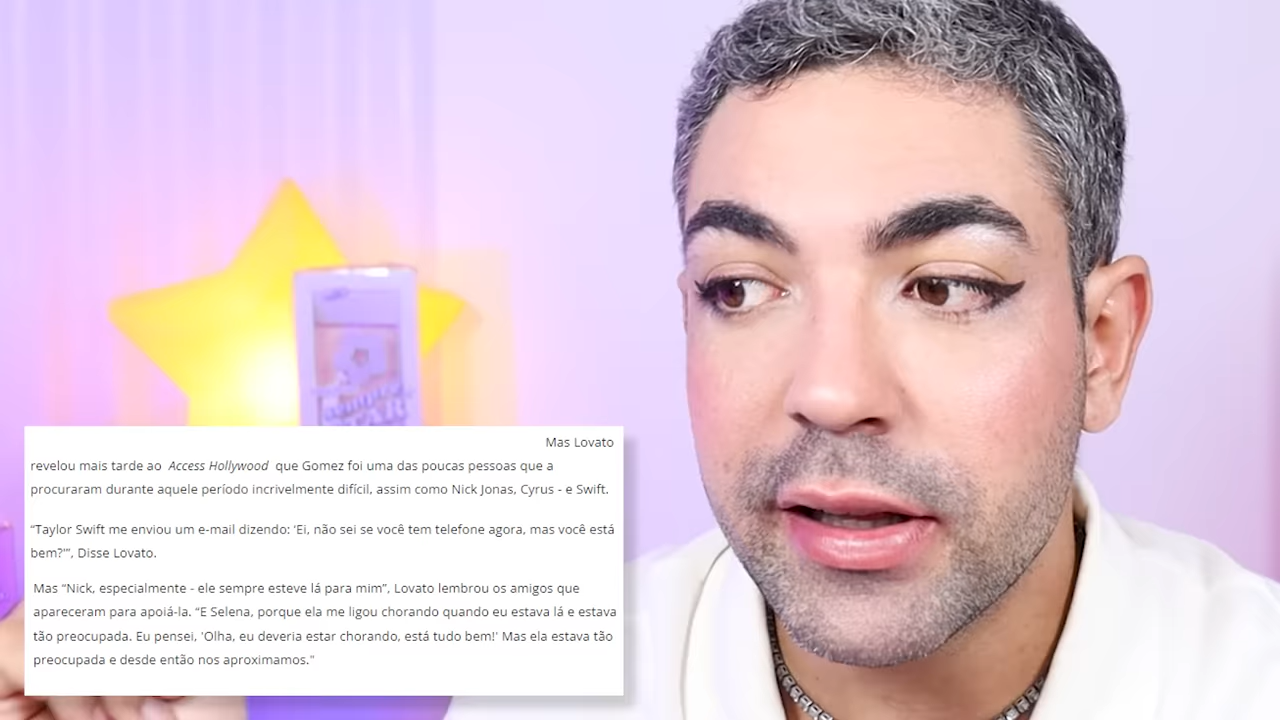 Mas Lovato
revelou mais tarde ao Access Hollywood que Gomez foi uma das poucas pessoas que a
procuraram durante aquele período incrivelmente difícil, assim como Nick Jonas, Cyrus - e Swift.
“Taylor Swift me enviou um e-mail dizendo: ‘Ei, não sei se você tem telefone agora, mas você está
bem?’”, Disse Lovato.
Mas “Nick, especialmente - ele sempre esteve lá para mim”, Lovato lembrou os amigos que
apareceram para apoiá-la. “E Selena, porque ela me ligou chorando quando eu estava lá e estava
tão preocupada. Eu pensei, 'Olha, eu deveria estar chorando, está tudo bem!' Mas ela estava tão
preocupada e desde então nos aproximamos."